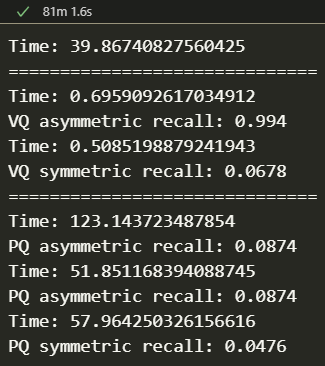 81m 1.6s
Time: 39.86740827560425
==============================
Time: 0.6959092617034912
VQ asymmetric recall: 0.994
Time: 0.5085198879241943
VQ symmetric recall: 0.0678
==============================
Time: 123.143723487854
PQ asymmetric recall: 0.0874
Time: 51.851168394088745
PQ asymmetric recall: 0.0874
Time: 57.964250326156616
PQ symmetric recall: 0.0476